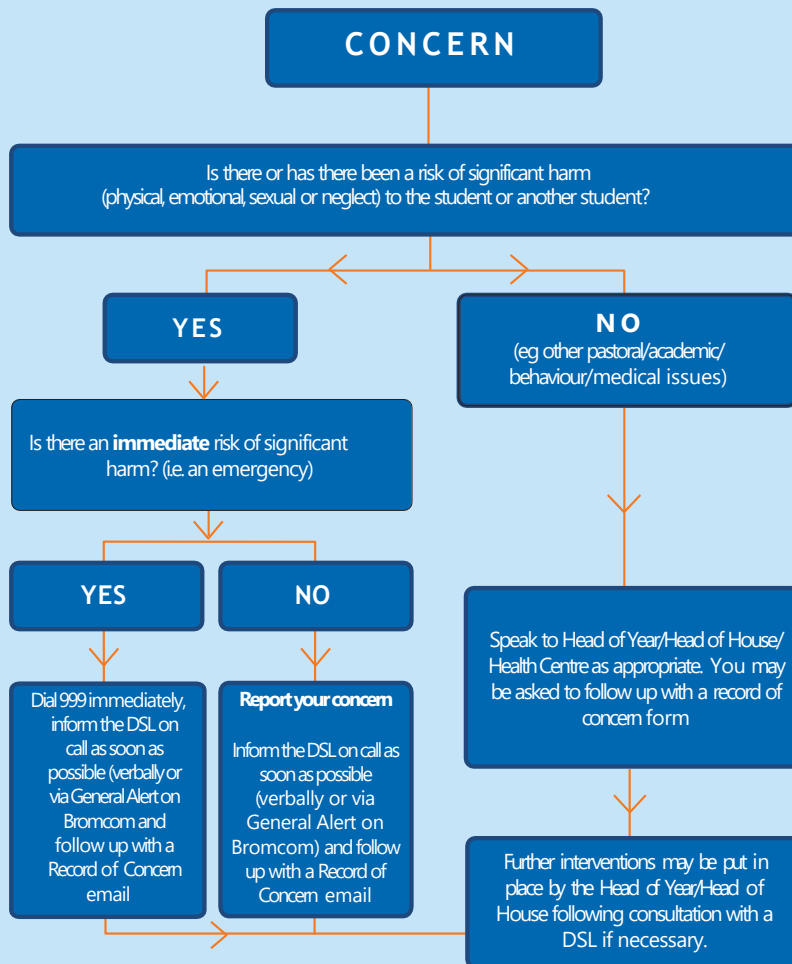 CONCERN
Is there or has there been a risk of significant harm
(physical, emotional, sexual or neglect) to the student or another student?
YES
NO
(eg other pastoral/academic/
behaviour/medical issues)
Is there an immediate risk of significant
harm? (i.e. an emergency)
YES
NO
Speak to Head of Year/Head of House/
Health Centre as appropriate. You may
be asked to follow up with a record of
concern form
Dial 999 immediately,
inform the DSL on
call as soon as
possible (verbally or
via General Alert on
Bromcom and
follow up with a
Record of Concern
email
Report your concern
Inform the DSL on call as
soon as possible
(verbally or via
General Alert on
Bromcom) and follow
up with a Record of
Concern email
Further interventions may be put in
place by the Head of Year/Head of
House following consultation with a
DSL if necessary.